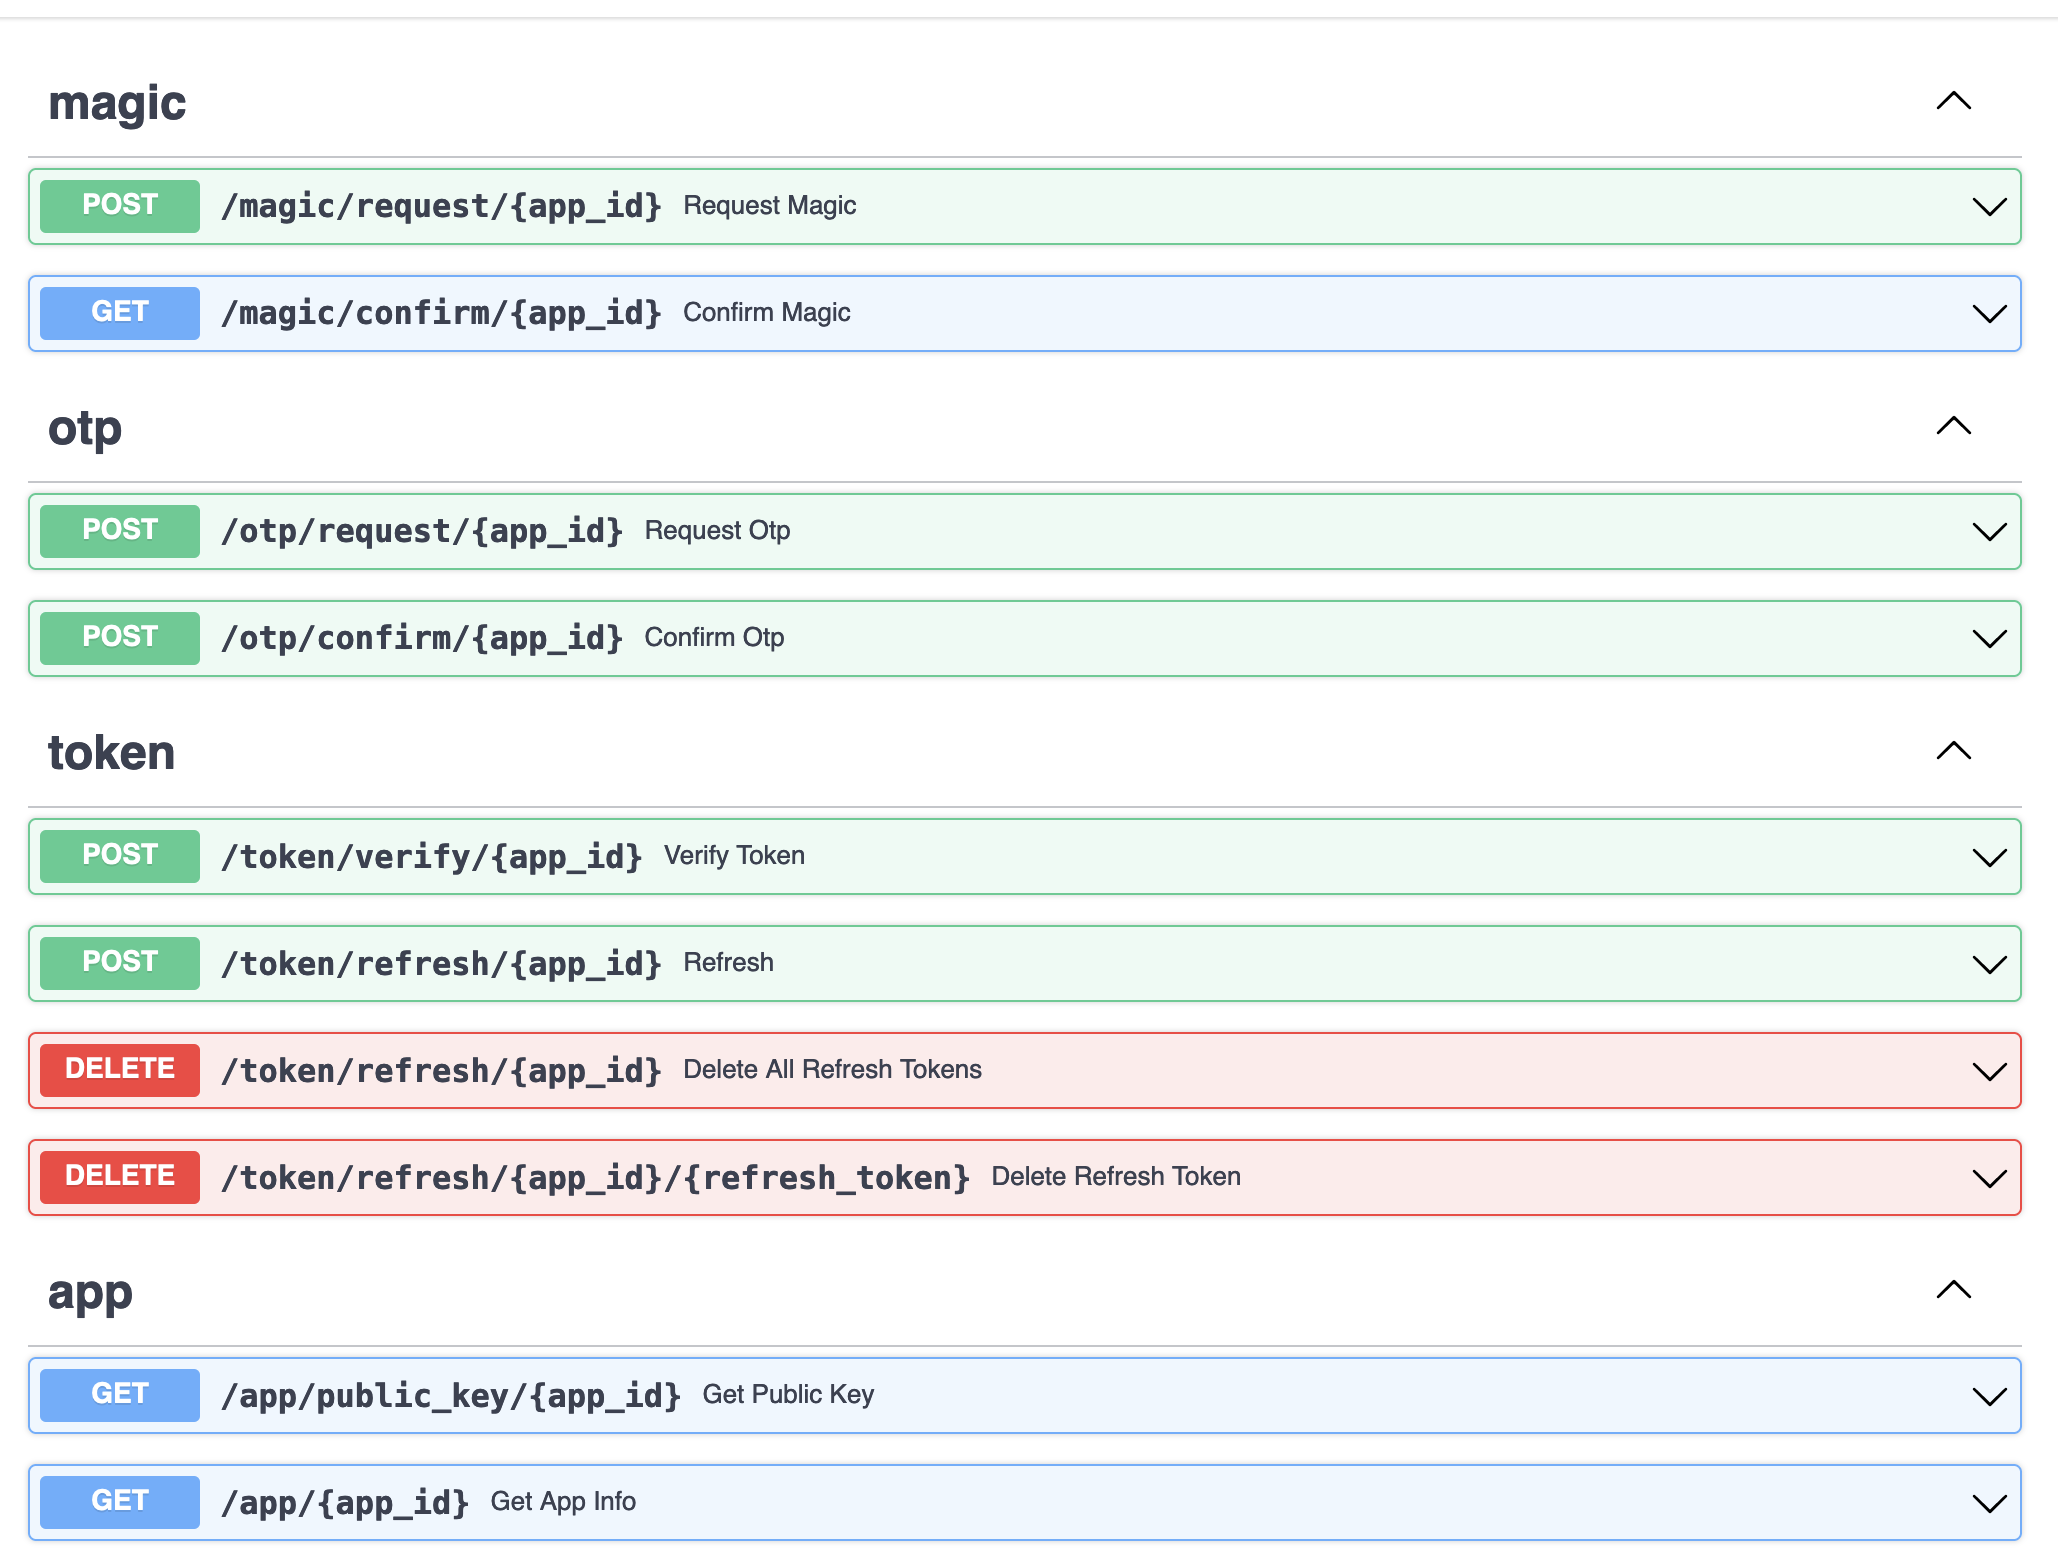 magic
POST /magic/request/{app_id} Request Magic
GET /magic/confirm/{app_id} Confirm Magic
otp
POST /otp/request/{app_id} Request Otp
POST /otp/confirm/{app_id} Confirm Otp
token
POST /token/verify/{app_id} Verify Token
POST /token/refresh/{app_id} Refresh
DELETE /token/refresh/{app_id} Delete All Refresh Tokens
DELETE /token/refresh/{app_id}/{refresh_token} Delete Refresh Token
app
GET /app/public_key/{app_id} Get Public Key
GET /app/{app_id} Get App Info